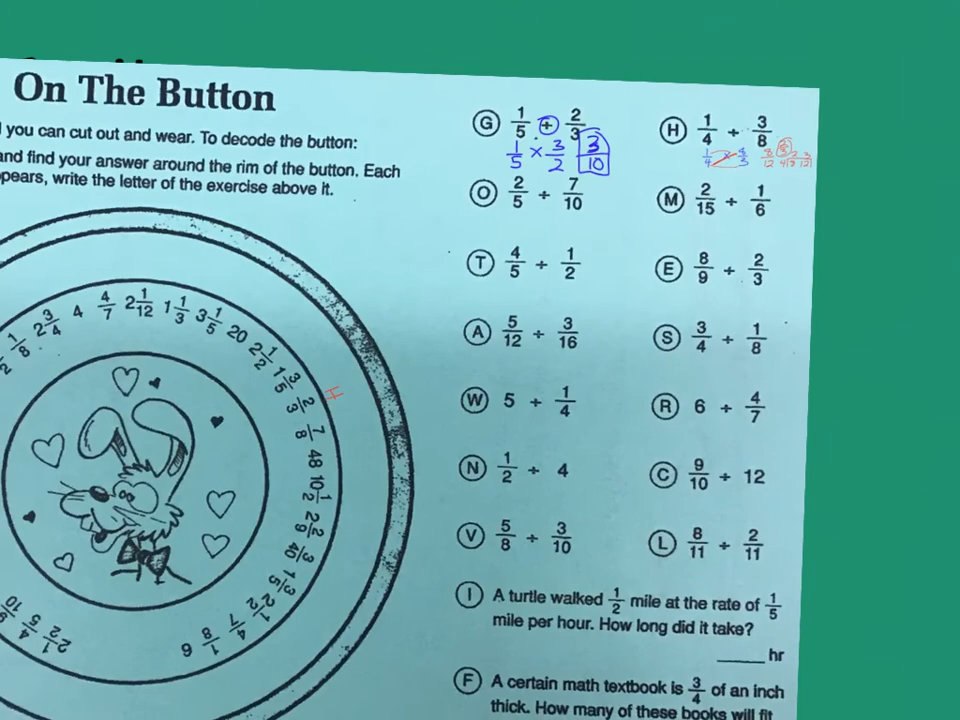 On The Button
you can cut out and wear. To decode the button:
and find your answer around the rim of the button. Each
pears, write the letter of the exercise above it.
G 1/5 ÷ 2/3
1/5 × 3/2 3/10
H 1/4 ÷ 3/8
O 2/5 ÷ 7/10
M 2/15 ÷ 1/6
T 4/5 ÷ 1/2
E 8/9 ÷ 2/3
A 5/12 ÷ 3/16
S 3/4 ÷ 1/8
W 5 ÷ 1/4
R 6 ÷ 4/7
N 1/2 ÷ 4
C 9/10 ÷ 12
V 5/8 ÷ 3/10
L 8/11 ÷ 2/11
I A turtle walked 1/2 mile at the rate of 1/5
mile per hour. How long did it take?
____ hr
F A certain math textbook is 3/4 of an inch
thick. How many of these books will fit
1/8 2 3/4 4 4/7 2 1/12 1 1/3 3 1/5 20 2 1/2 1 3/5 2/3 7/8 48 10 1/2 2 2/9 3/40 1 3/5 2 1/2 4/7 1/8 6
H
2 1/2 4/5 9/10